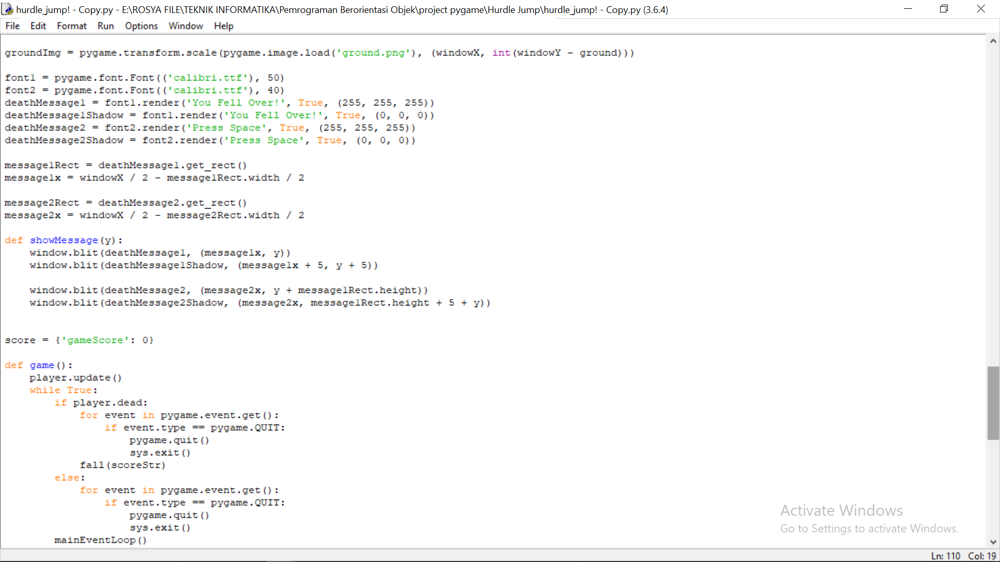 hurdle_jump! - Copy.py - E:\ROSYA FILE\TEKNIK INFORMATIKA\Pemrograman Berorientasi Objek\project pygame\Hurdle Jump\hurdle_jump! - Copy.py (3.6.4)
File Edit Format Run Options Window Help
groundImg = pygame.transform.scale(pygame.image.load('ground.png'), (windowX, int(windowY - ground)))

font1 = pygame.font.Font(('calibri.ttf'), 50)
font2 = pygame.font.Font(('calibri.ttf'), 40)
deathMessage1 = font1.render('You Fell Over!', True, (255, 255, 255))
deathMessage1Shadow = font1.render('You Fell Over!', True, (0, 0, 0))
deathMessage2 = font2.render('Press Space', True, (255, 255, 255))
deathMessage2Shadow = font2.render('Press Space', True, (0, 0, 0))

message1Rect = deathMessage1.get_rect()
message1x = windowX / 2 - message1Rect.width / 2

message2Rect = deathMessage2.get_rect()
message2x = windowX / 2 - message2Rect.width / 2

def showMessage(y):
    window.blit(deathMessage1, (message1x, y))
    window.blit(deathMessage1Shadow, (message1x + 5, y + 5))

    window.blit(deathMessage2, (message2x, y + message1Rect.height))
    window.blit(deathMessage2Shadow, (message2x, message1Rect.height + 5 + y))


score = {'gameScore': 0}

def game():
    player.update()
    while True:
        if player.dead:
            for event in pygame.event.get():
                if event.type == pygame.QUIT:
                    pygame.quit()
                    sys.exit()
            fall(scoreStr)
        else:
            for event in pygame.event.get():
                if event.type == pygame.QUIT:
                    pygame.quit()
                    sys.exit()
        mainEventLoop()
Activate Windows
Go to Settings to activate Windows.
Ln: 110 Col: 19